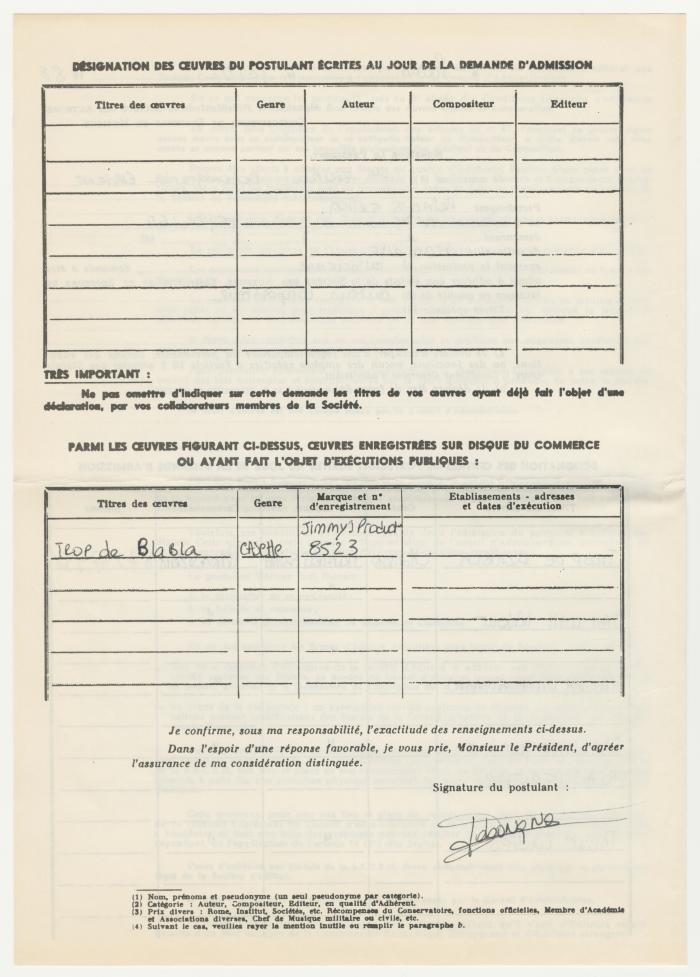 DÉSIGNATION DES ŒUVRES DU POSTULANT ÉCRITES AU JOUR DE LA DEMANDE D'ADMISSION
Titres des œuvres Genre Auteur Compositeur Editeur
TRÈS IMPORTANT :
Ne pas omettre d'indiquer sur cette demande les titres de vos œuvres ayant déjà fait l'objet d'une
déclaration, par vos collaborateurs membres de la Société.
PARMI LES ŒUVRES FIGURANT CI-DESSUS, ŒUVRES ENREGISTRÉES SUR DISQUE DU COMMERCE
OU AYANT FAIT L'OBJET D'EXÉCUTIONS PUBLIQUES :
Titres des œuvres Genre Marque et n° d'enregistrement Etablissements - adresses et dates d'exécution
Jimmy's Product
TROP de BlaBla 8523
Je confirme, sous ma responsabilité, l'exactitude des renseignements ci-dessus.
Dans l'espoir d'une réponse favorable, je vous prie, Monsieur le Président, d'agréer
l'assurance de ma considération distinguée.
Signature du postulant :
(1) Nom, prénoms et pseudonyme (un seul pseudonyme par catégorie).
(2) Catégorie : Auteur, Compositeur, Editeur, en qualité d'Adhérent.
(3) Prix divers : Rome, Institut, Sociétés, etc. Récompenses du Conservatoire, fonctions officielles, Membre d'Académie
et Associations diverses, Chef de Musique militaire ou civile, etc.
(4) Suivant le cas, veuillez rayer la mention inutile ou remplir le paragraphe b.